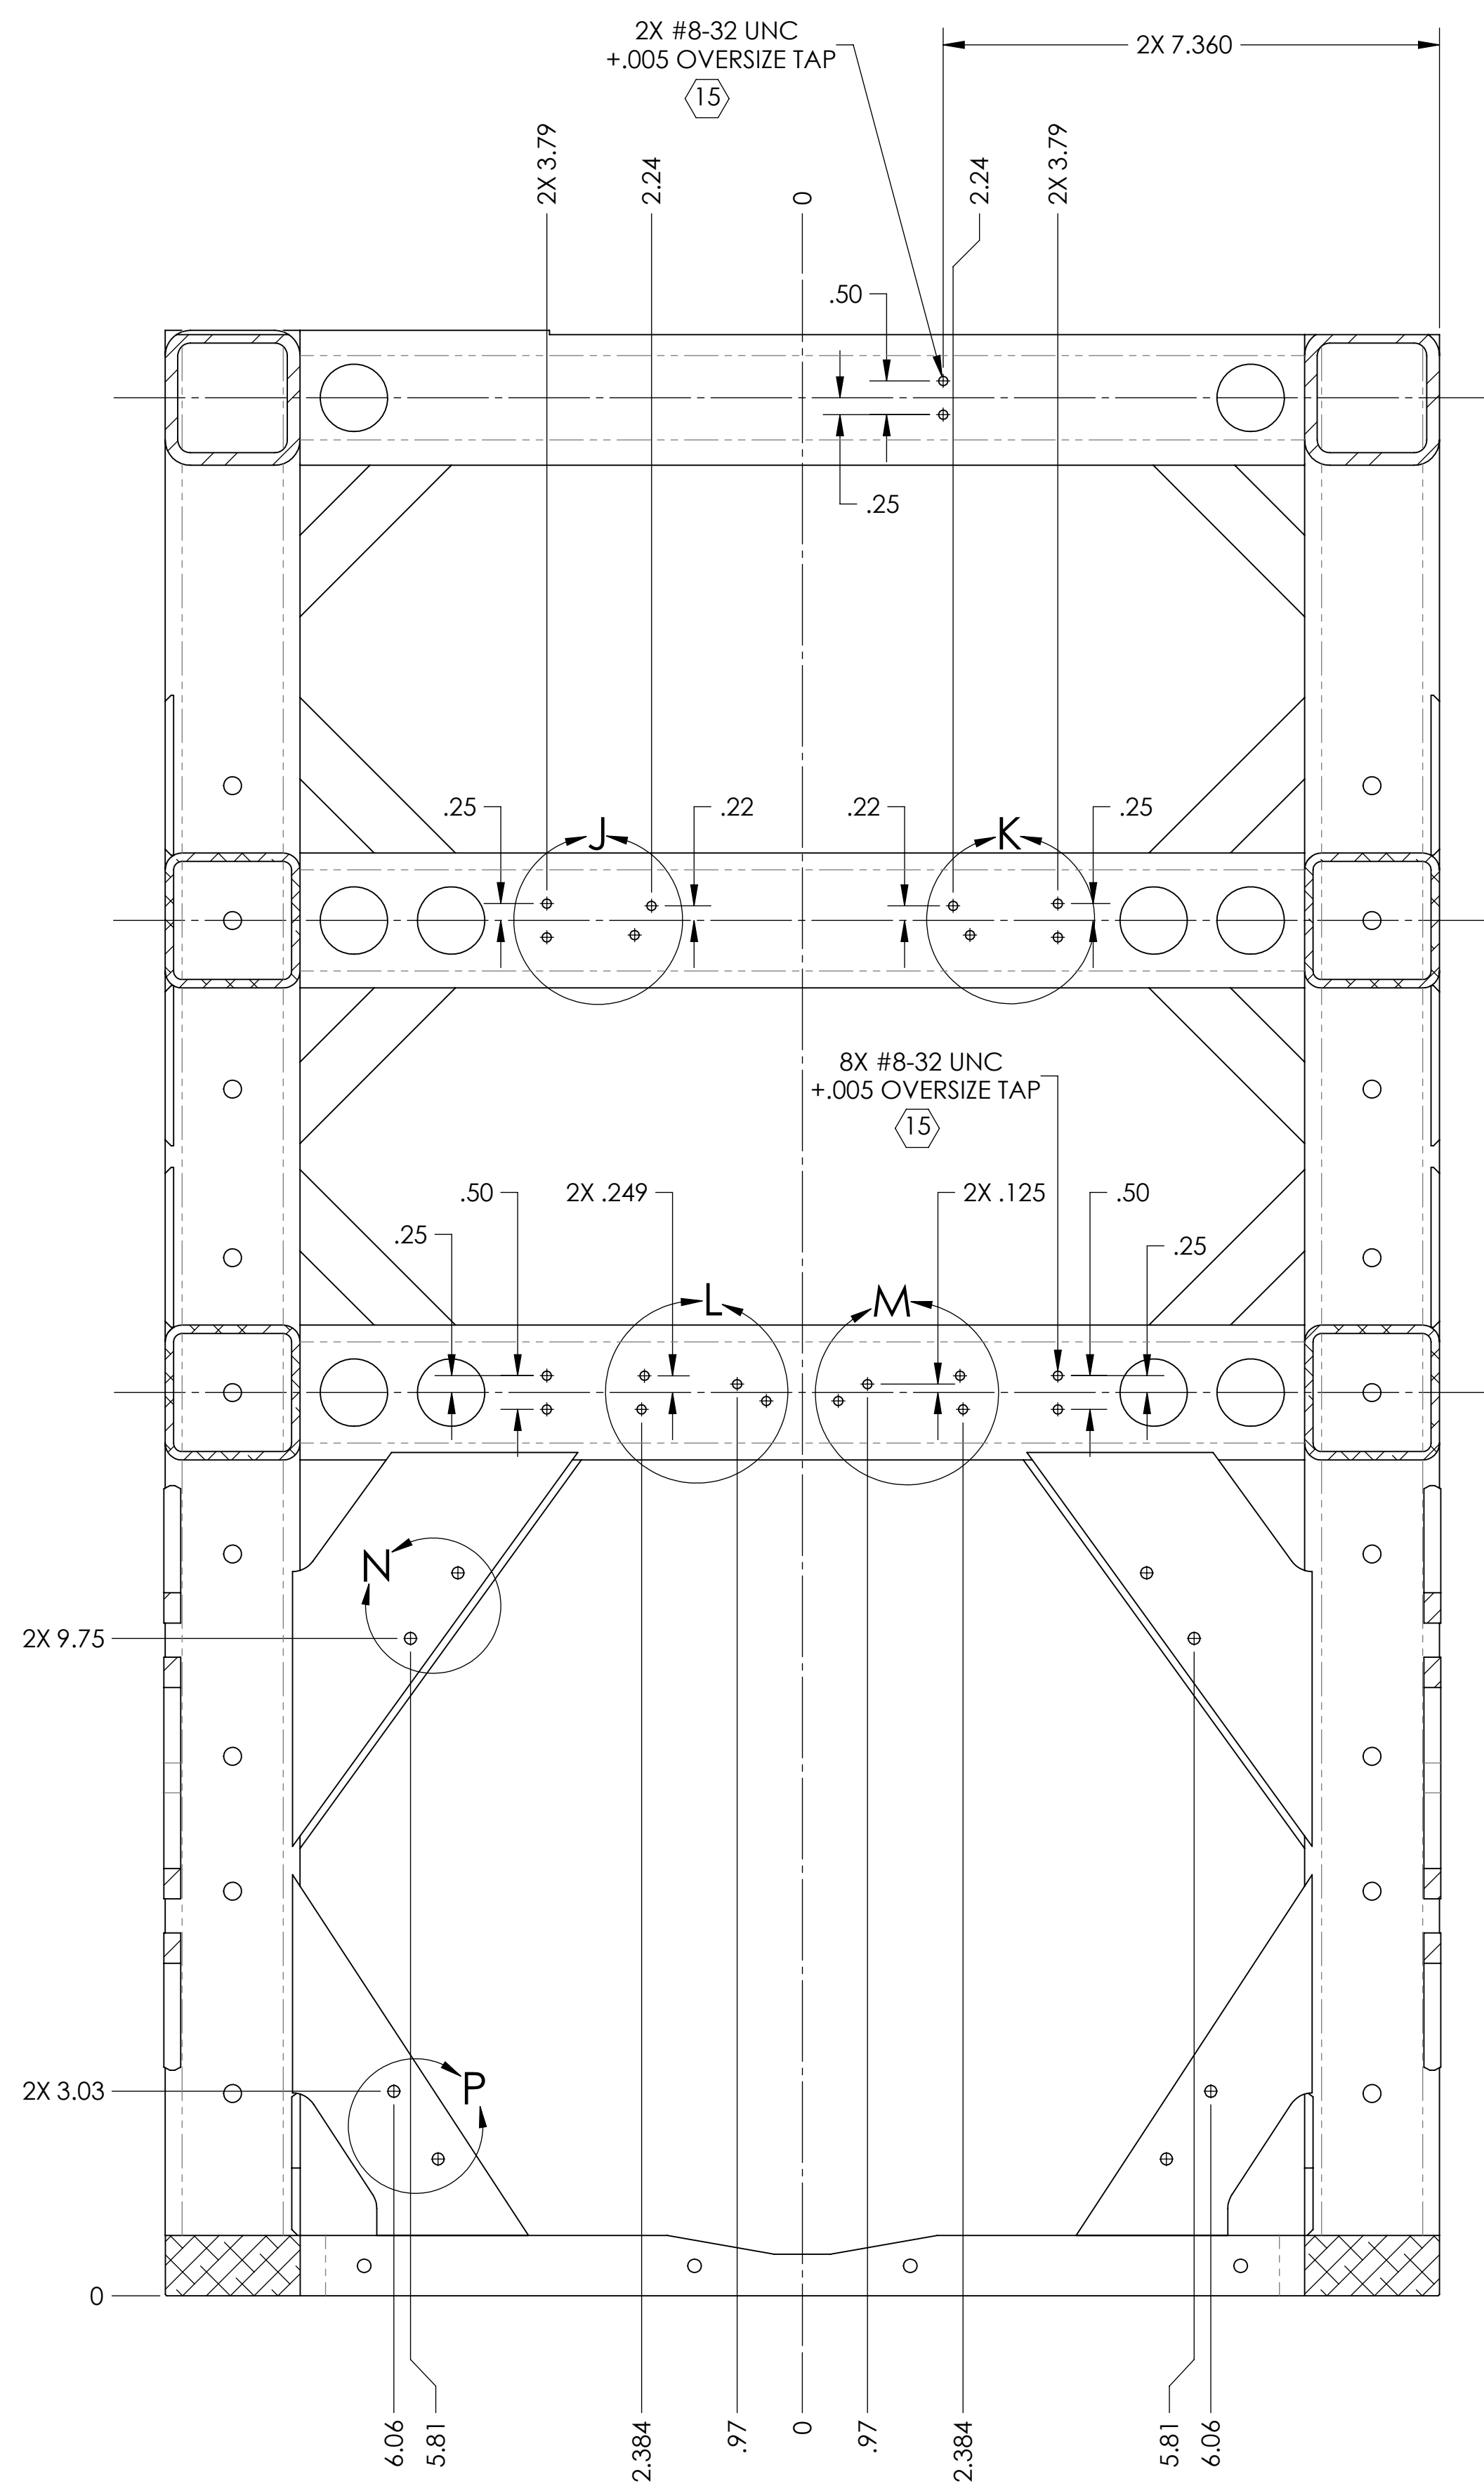 2X #8-32 UNC
+.005 OVERSIZE TAP
15
2X 7.360
2X 3.79
2.24
0
2.24
2X 3.79
.50
.25
.25
J
.22
.22
K
.25
8X #8-32 UNC
+.005 OVERSIZE TAP
15
.50
2X .249
2X .125
.50
.25
.25
L
M
N
2X 9.75
2X 3.03
P
0
6.06
5.81
2.384
.97
0
.97
2.384
5.81
6.06